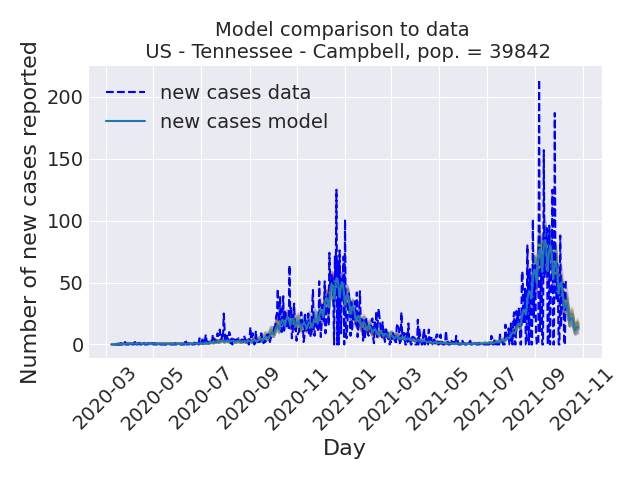 Model comparison to data
US - Tennessee - Campbell, pop. = 39842
Number of new cases reported
200
150
100
50
0
new cases data
new cases model
2020-03
2020-05
2020-07
2020-09
2020-11
2021-01
2021-03
2021-05
2021-07
2021-09
2021-11
Day